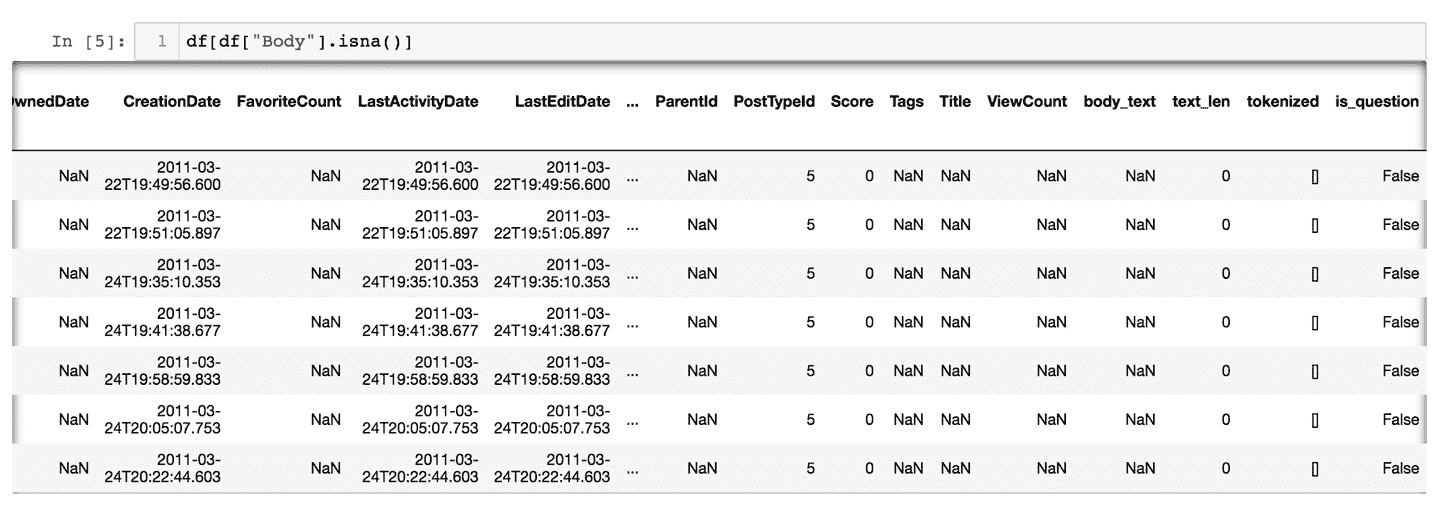 In [5]: 1 df[df["Body"].isna()]
wnedDate CreationDate FavoriteCount LastActivityDate LastEditDate ... ParentId PostTypeId Score Tags Title ViewCount body_text text_len tokenized is_question
NaN 2011-03-22T19:49:56.600 NaN 2011-03-22T19:49:56.600 2011-03-22T19:49:56.600 ... NaN 5 0 NaN NaN NaN NaN 0 [] False
NaN 2011-03-22T19:51:05.897 NaN 2011-03-22T19:51:05.897 2011-03-22T19:51:05.897 ... NaN 5 0 NaN NaN NaN NaN 0 [] False
NaN 2011-03-24T19:35:10.353 NaN 2011-03-24T19:35:10.353 2011-03-24T19:35:10.353 ... NaN 5 0 NaN NaN NaN NaN 0 [] False
NaN 2011-03-24T19:41:38.677 NaN 2011-03-24T19:41:38.677 2011-03-24T19:41:38.677 ... NaN 5 0 NaN NaN NaN NaN 0 [] False
NaN 2011-03-24T19:58:59.833 NaN 2011-03-24T19:58:59.833 2011-03-24T19:58:59.833 ... NaN 5 0 NaN NaN NaN NaN 0 [] False
NaN 2011-03-24T20:05:07.753 NaN 2011-03-24T20:05:07.753 2011-03-24T20:05:07.753 ... NaN 5 0 NaN NaN NaN NaN 0 [] False
NaN 2011-03-24T20:22:44.603 NaN 2011-03-24T20:22:44.603 2011-03-24T20:22:44.603 ... NaN 5 0 NaN NaN NaN NaN 0 [] False